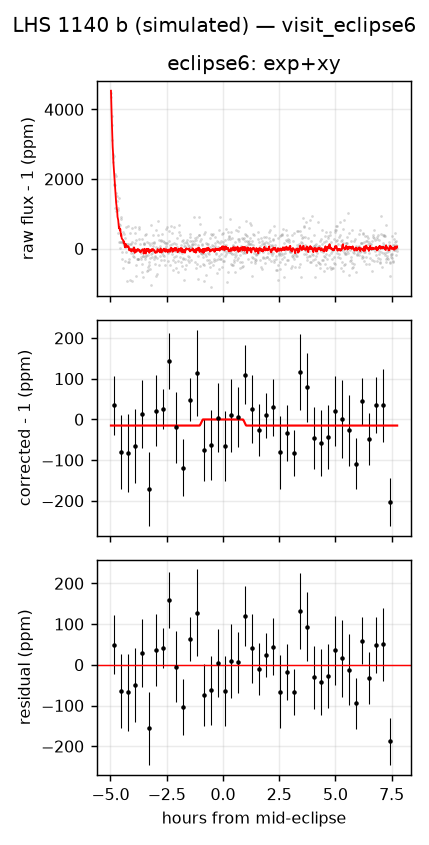 LHS 1140 b (simulated) — visit_eclipse6
eclipse6: exp+xy
raw flux - 1 (ppm)
4000
2000
0
corrected - 1 (ppm)
200
100
0
−100
−200
residual (ppm)
200
100
0
−100
−200
−5.0 −2.5 0.0 2.5 5.0 7.5
hours from mid-eclipse